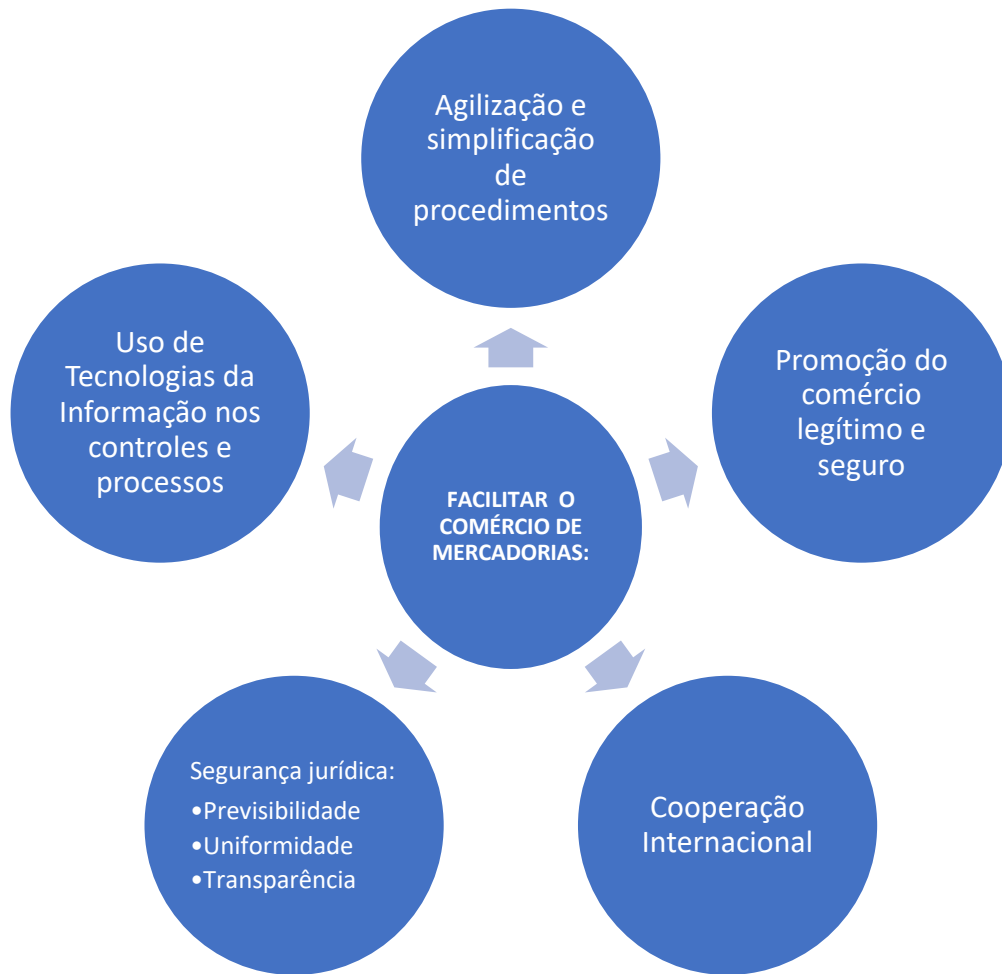 Agilização e
simplificação
de
procedimentos
Uso de
Tecnologias da
Informação nos
controles e
processos
Promoção do
comércio
legítimo e
seguro
FACILITAR O
COMÉRCIO DE
MERCADORIAS:
Segurança jurídica:
•Previsibilidade
•Uniformidade
•Transparência
Cooperação
Internacional